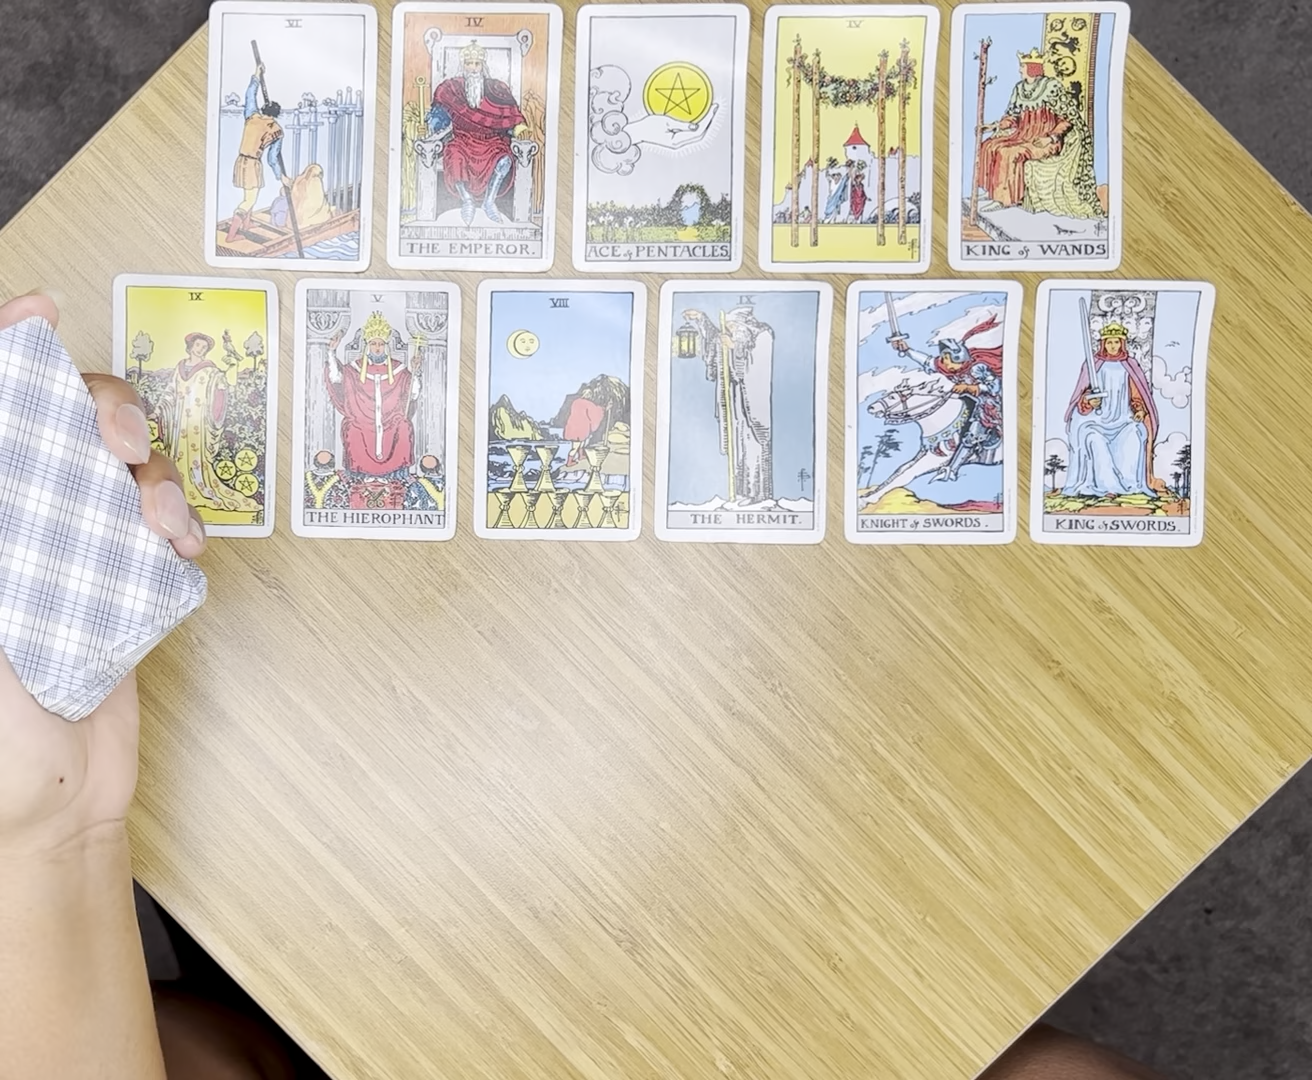 VI
IV
THE EMPEROR.
ACE of PENTACLES
IV
KING of WANDS
IX
V
THE HIEROPHANT
VIII
IX
THE HERMIT.
KNIGHT of SWORDS.
KING of SWORDS.